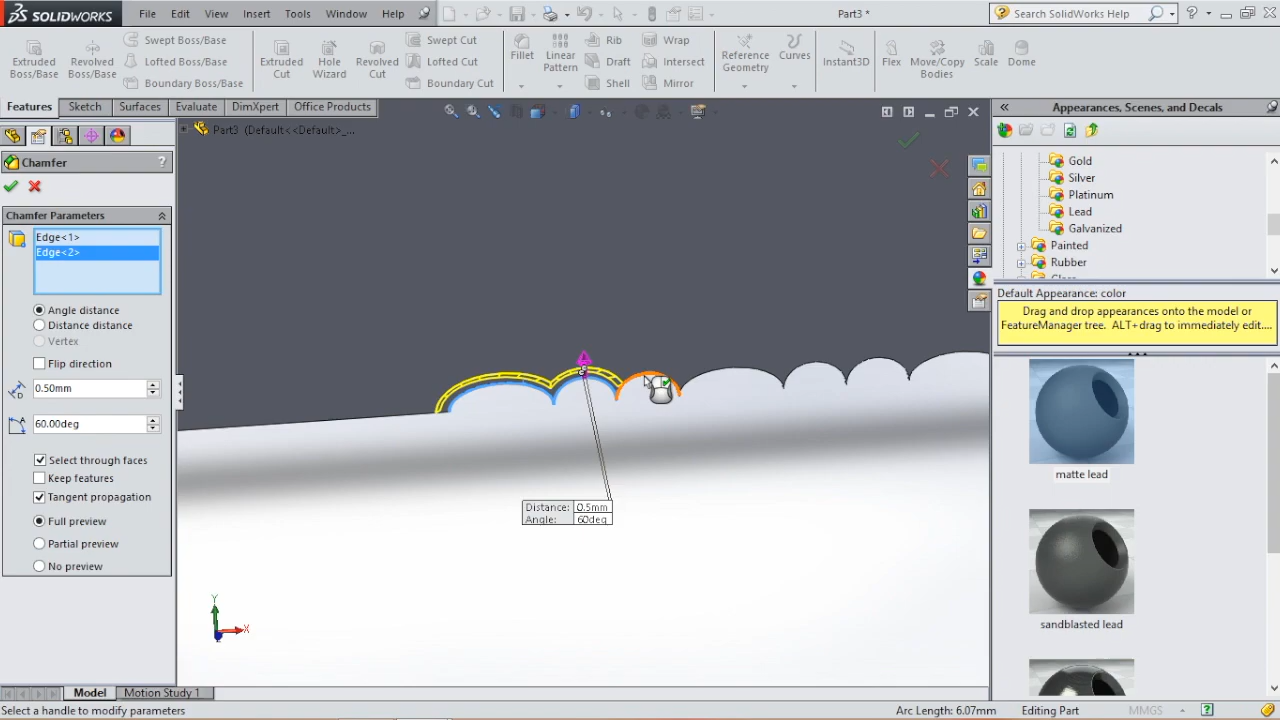 SOLIDWORKS File Edit View Insert Tools Window Help Part3 * Search SolidWorks Help
Extruded Boss/Base
Revolved Boss/Base
Swept Boss/Base
Lofted Boss/Base
Boundary Boss/Base
Extruded Cut
Hole Wizard
Revolved Cut
Swept Cut
Lofted Cut
Boundary Cut
Fillet
Linear Pattern
Rib
Draft
Shell
Wrap
Intersect
Mirror
Reference Geometry
Curves
Instant3D
Flex
Move/Copy Bodies
Scale
Dome
Features Sketch Surfaces Evaluate DimXpert Office Products
Appearances, Scenes, and Decals
Part3 (Default<<Default>_...
Chamfer ?
Chamfer Parameters
Edge<1>
Edge<2>
Angle distance
Distance distance
Vertex
Flip direction
0.50mm
60.00deg
Select through faces
Keep features
Tangent propagation
Full preview
Partial preview
No preview
Distance: 0.5mm
Angle: 60deg
Y
X
Gold
Silver
Platinum
Lead
Galvanized
Painted
Rubber
Default Appearance: color
Drag and drop appearances onto the model or
FeatureManager tree. ALT+drag to immediately edit....
matte lead
sandblasted lead
Model Motion Study 1
Select a handle to modify parameters Arc Length: 6.07mm Editing Part MMGS